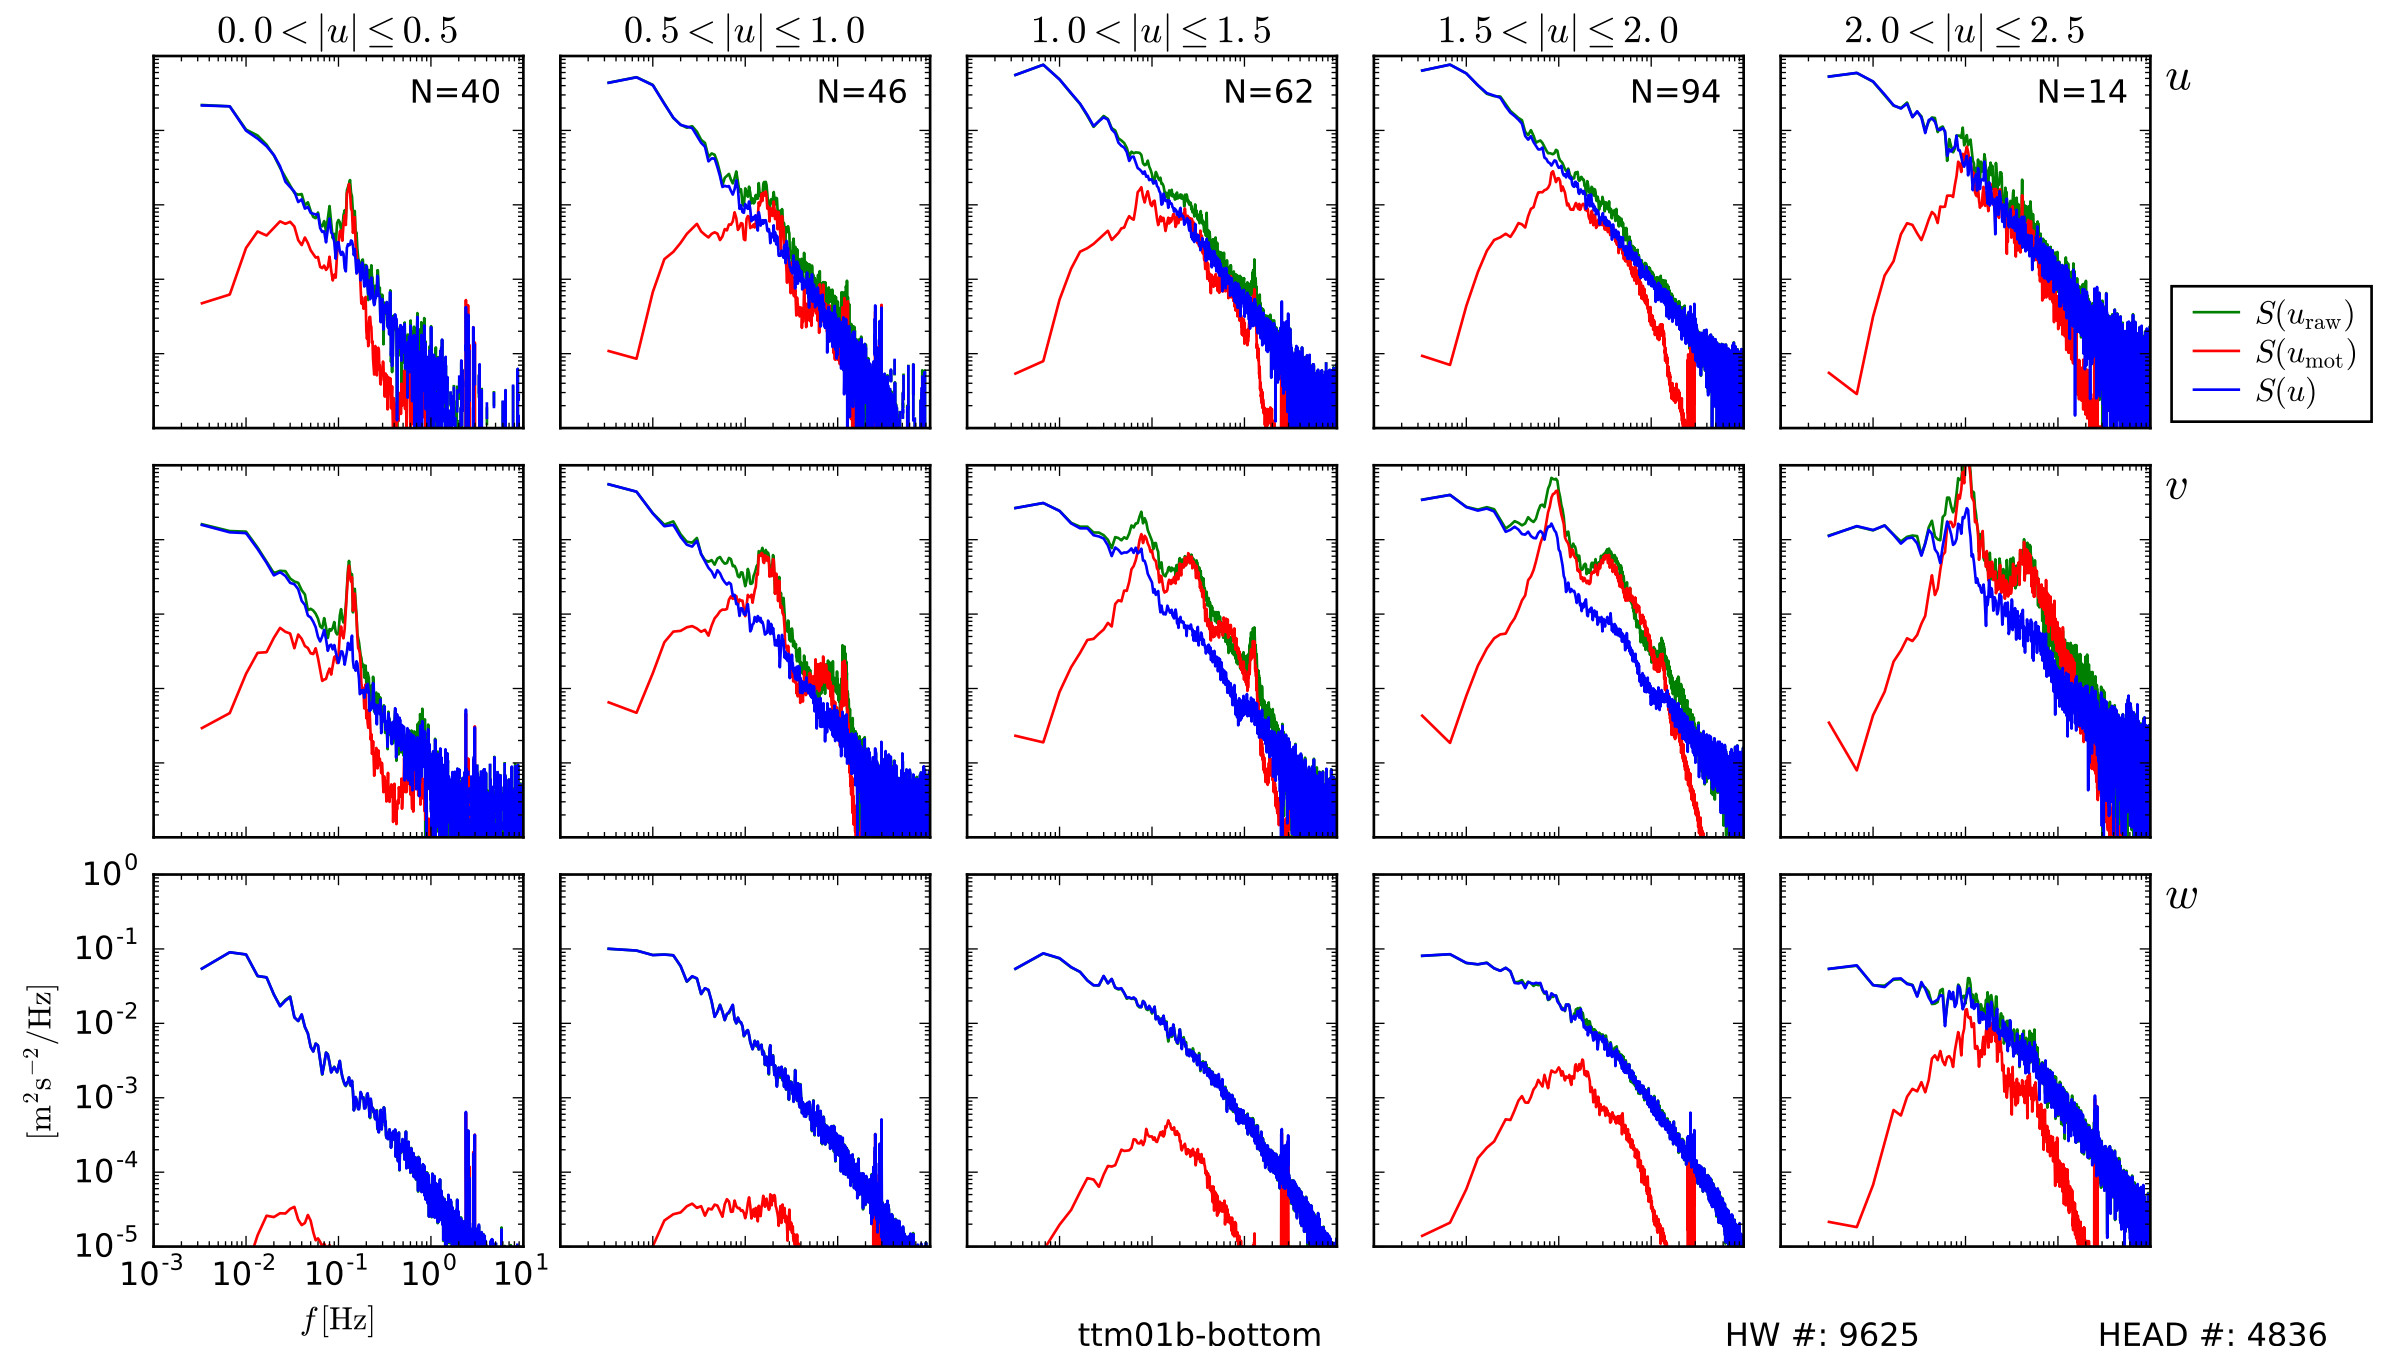 0.0 < |u| ≤ 0.5
0.5 < |u| ≤ 1.0
1.0 < |u| ≤ 1.5
1.5 < |u| ≤ 2.0
2.0 < |u| ≤ 2.5
N=40
N=46
N=62
N=94
N=14
u
S(u_raw)
S(u_mot)
S(u)
v
w
10^0
10^-1
10^-2
10^-3
10^-4
10^-5
[m²s⁻²/Hz]
10^-3 10^-2 10^-1 10^0 10^1
f [Hz]
ttm01b-bottom
HW #: 9625
HEAD #: 4836